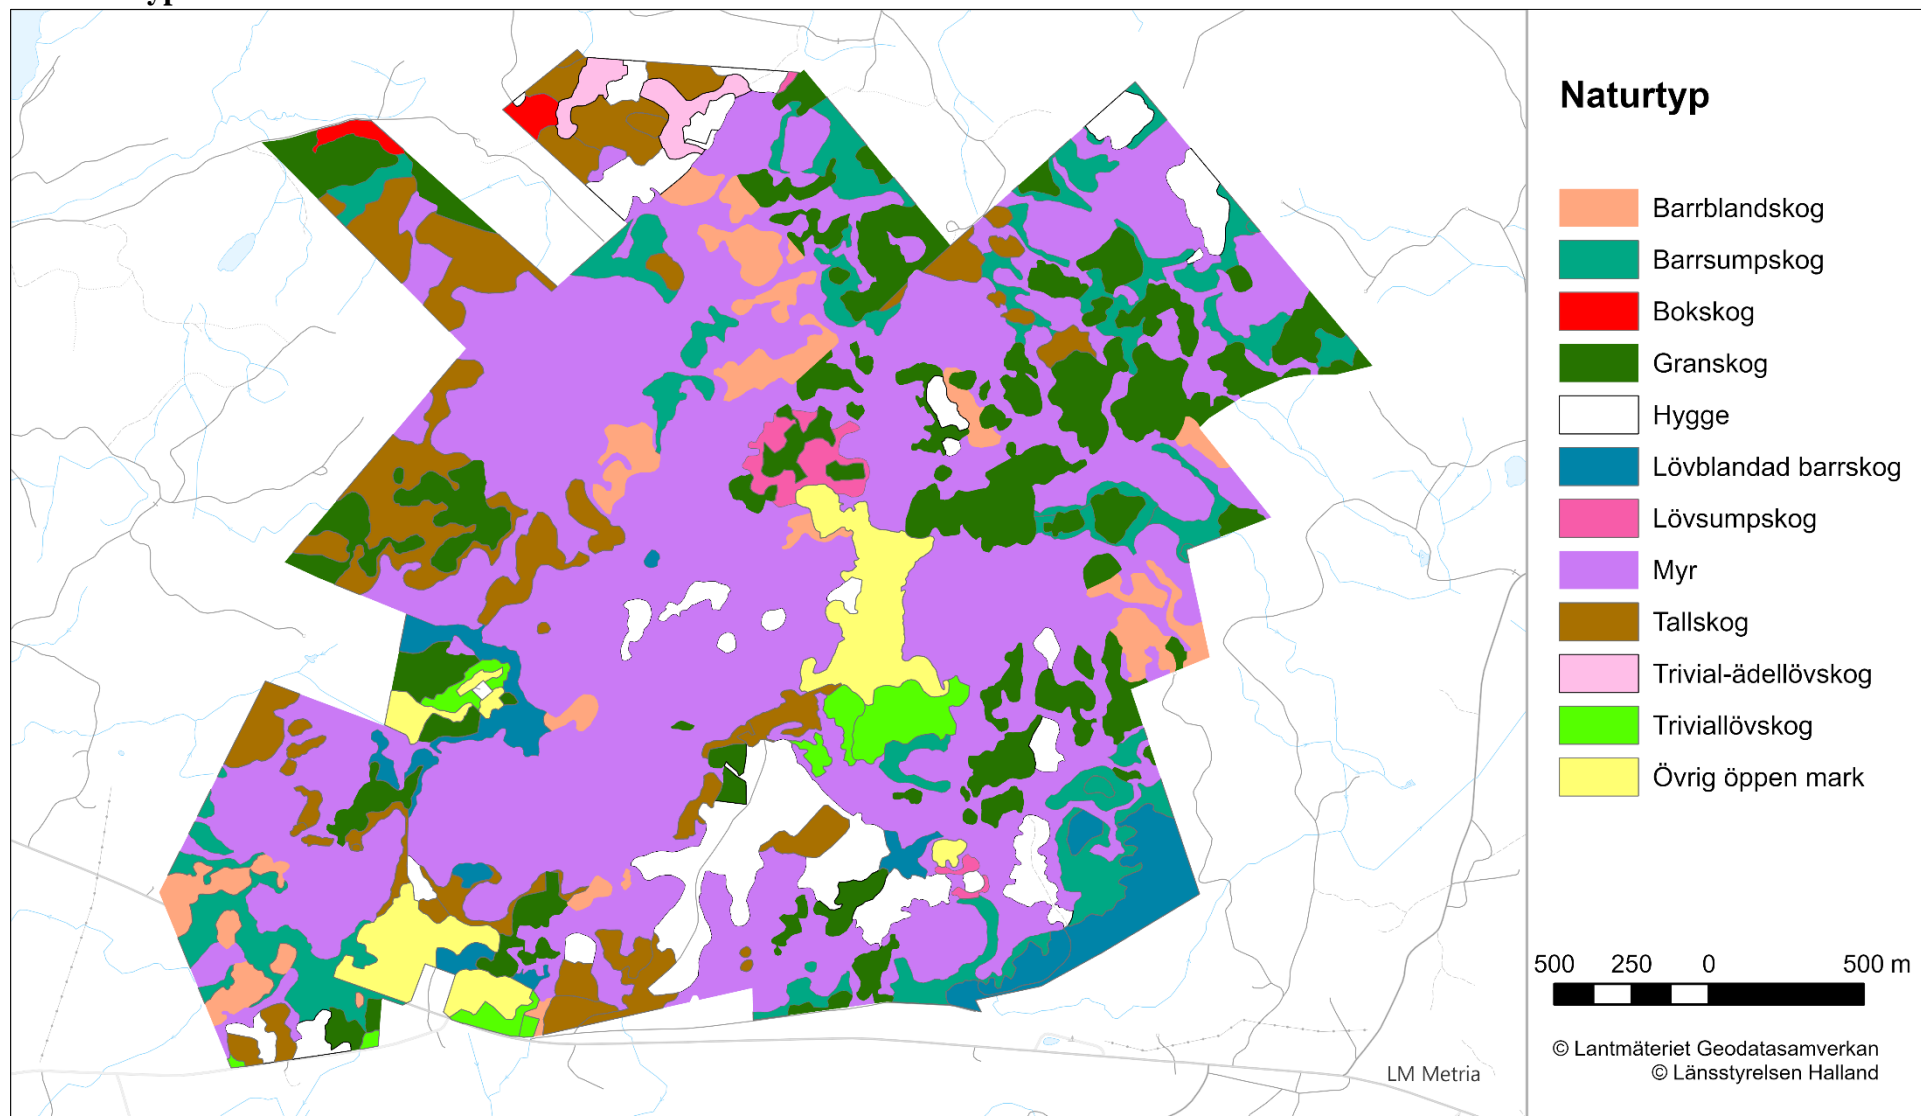 Naturtyp
Barrblandskog
Barrsumpskog
Bokskog
Granskog
Hygge
Lövblandad barrskog
Lövsumpskog
Myr
Tallskog
Trivial-ädellövskog
Triviallövskog
Övrig öppen mark
500 250 0 500 m
© Lantmäteriet Geodatasamverkan
© Länsstyrelsen Halland
LM Metria